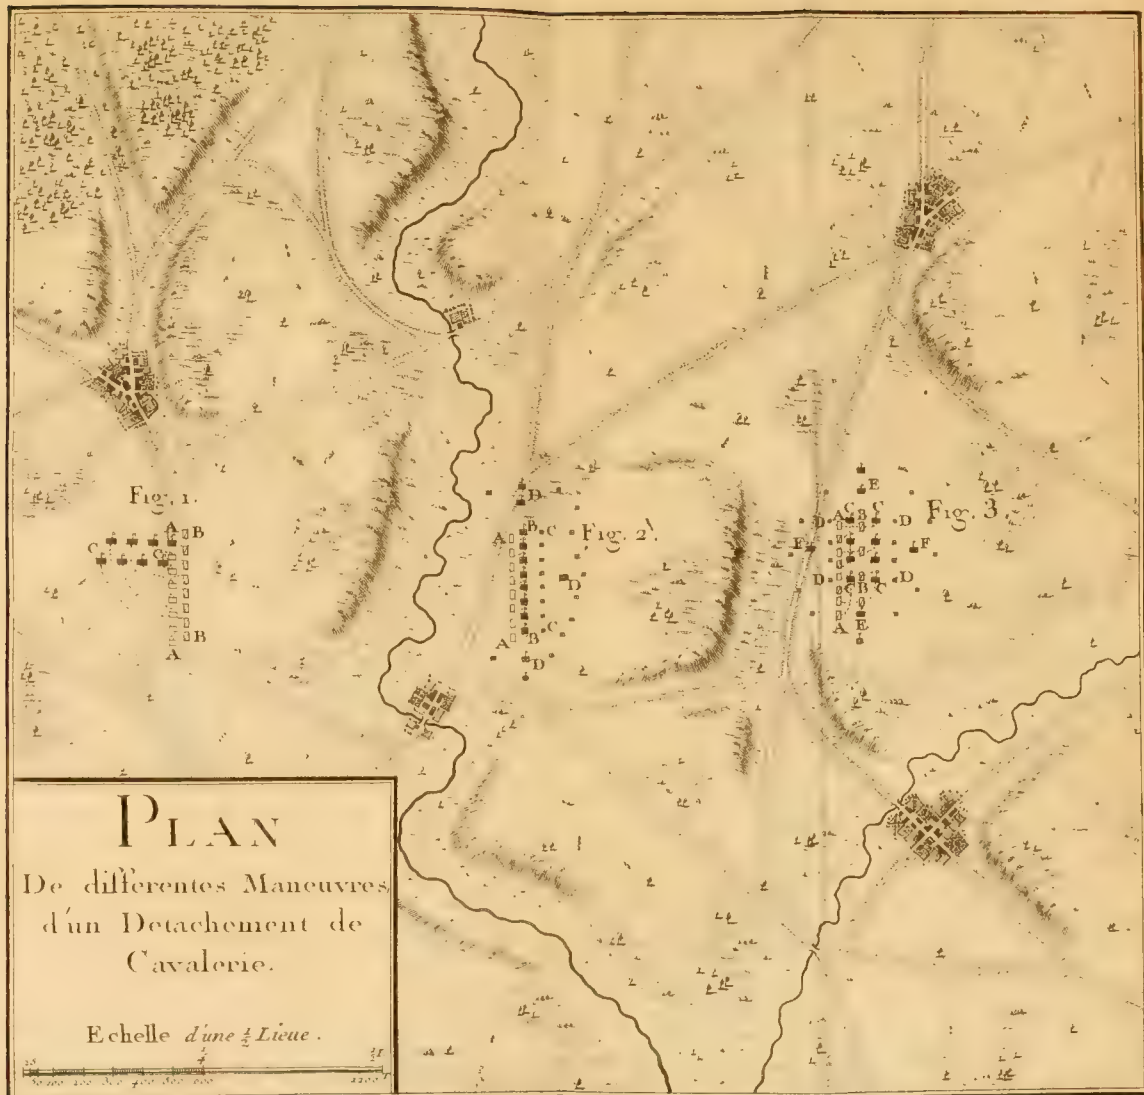 Fig. 1.
A B
C C
B
A
D
A B C Fig. 2.
D
A B C
D
E
D C A B C D Fig. 3
F F
D C B C D
A E
PLAN
De differentes Maneuvres
d'un Detachement de
Cavalerie.
Echelle d'une ½ Lieue.
2200 T